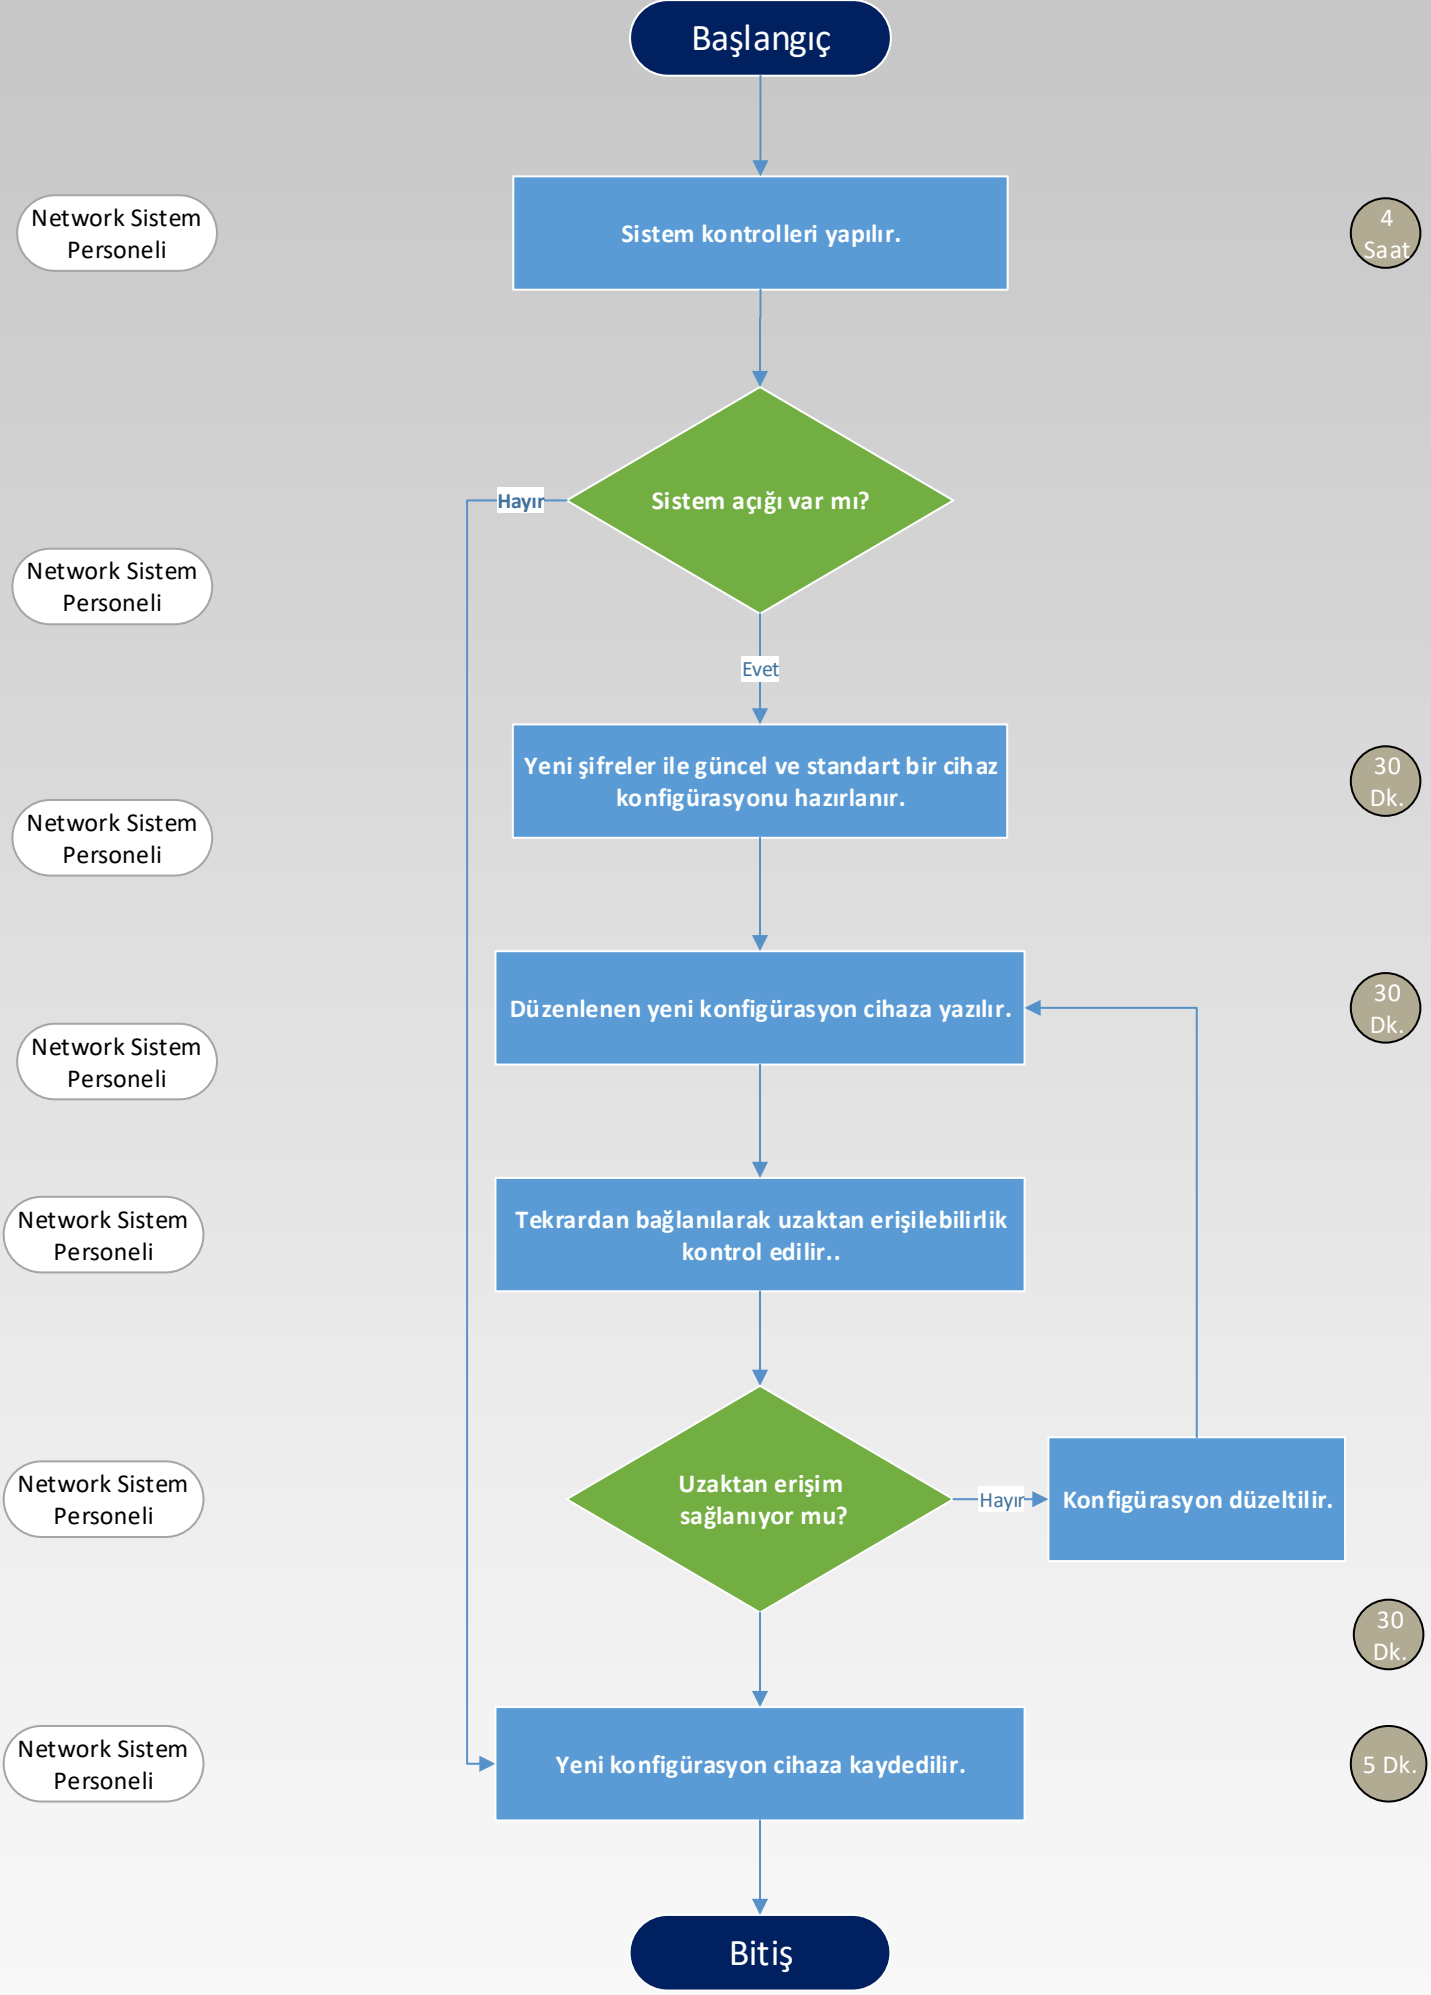 Başlangıç
Network Sistem
Personeli
Sistem kontrolleri yapılır.
4
Saat
Sistem açığı var mı?
Hayır
Network Sistem
Personeli
Evet
Yeni şifreler ile güncel ve standart bir cihaz
konfigürasyonu hazırlanır.
30
Dk.
Network Sistem
Personeli
Düzenlenen yeni konfigürasyon cihaza yazılır.
30
Dk.
Network Sistem
Personeli
Tekrardan bağlanılarak uzaktan erişilebilirlik
kontrol edilir..
Network Sistem
Personeli
Uzaktan erişim
sağlanıyor mu?
Hayır
Konfigürasyon düzeltilir.
Network Sistem
Personeli
30
Dk.
Network Sistem
Personeli
Yeni konfigürasyon cihaza kaydedilir.
5 Dk.
Bitiş